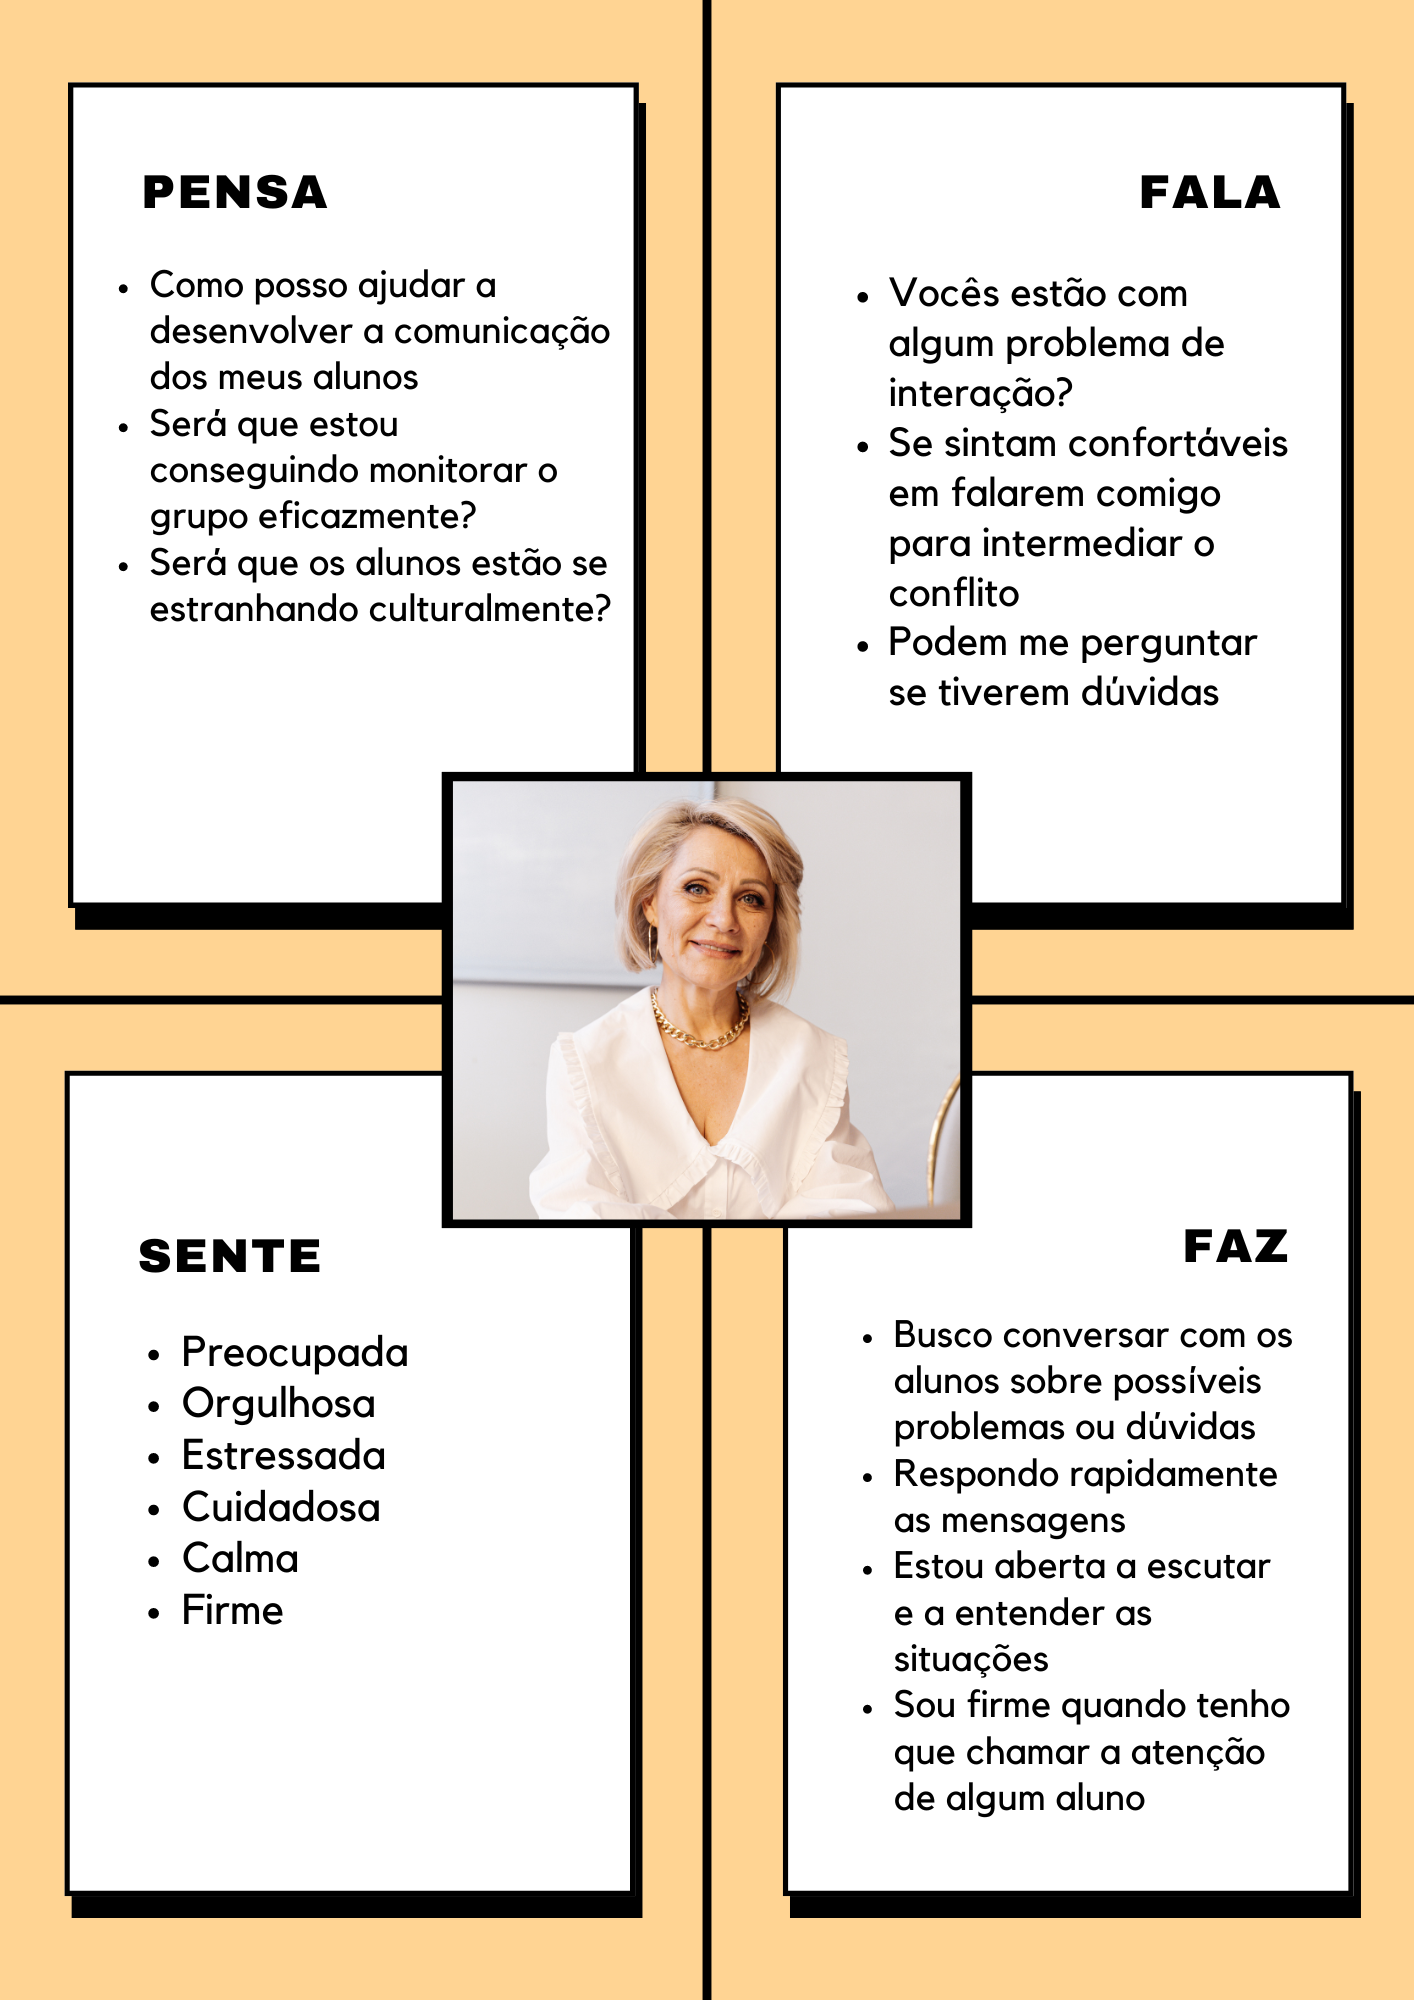 PENSA
• Como posso ajudar a
desenvolver a comunicação
dos meus alunos
• Será que estou
conseguindo monitorar o
grupo eficazmente?
• Será que os alunos estão se
estranhando culturalmente?
FALA
• Vocês estão com
algum problema de
interação?
• Se sintam confortáveis
em falarem comigo
para intermediar o
conflito
• Podem me perguntar
se tiverem dúvidas
SENTE
• Preocupada
• Orgulhosa
• Estressada
• Cuidadosa
• Calma
• Firme
FAZ
• Busco conversar com os
alunos sobre possíveis
problemas ou dúvidas
• Respondo rapidamente
as mensagens
• Estou aberta a escutar
e a entender as
situações
• Sou firme quando tenho
que chamar a atenção
de algum aluno